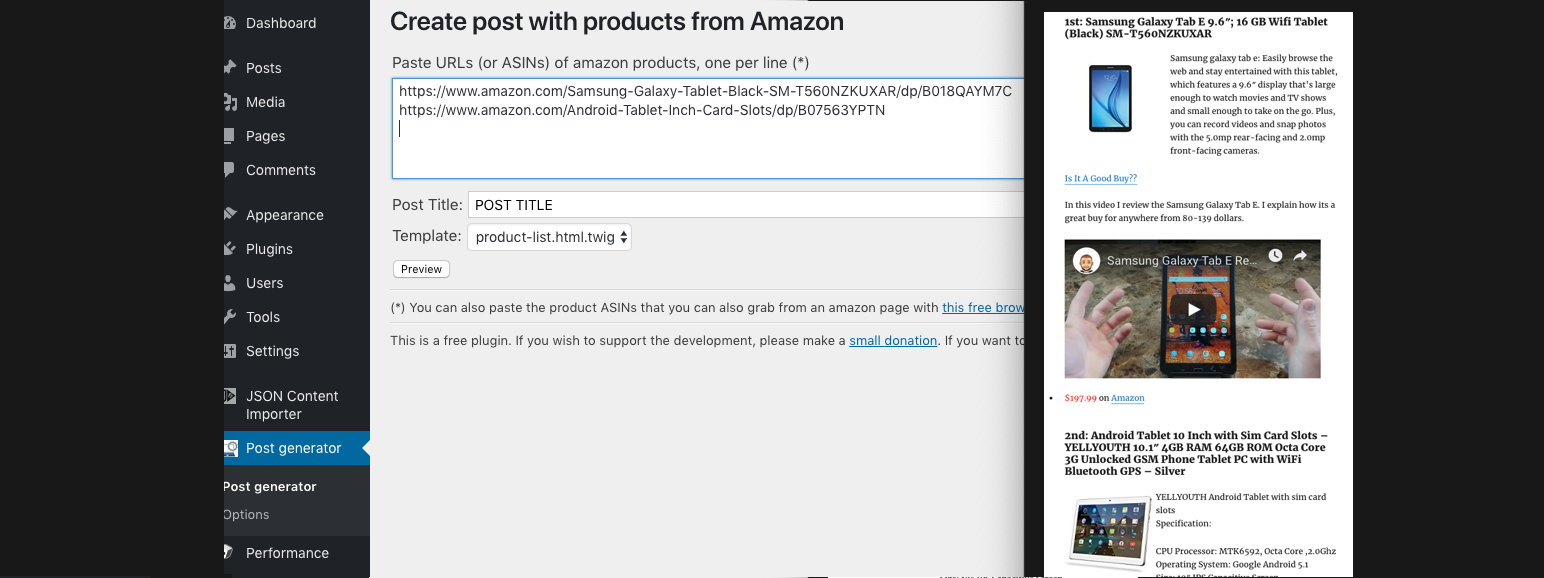 Dashboard
Posts
Media
Pages
Comments
Appearance
Plugins
Users
Tools
Settings
JSON Content
Importer
Post generator
Post generator
Options
Performance
Create post with products from Amazon
Paste URLs (or ASINs) of amazon products, one per line (*)
https://www.amazon.com/Samsung-Galaxy-Tablet-Black-SM-T560NZKUXAR/dp/B018QAYM7C
https://www.amazon.com/Android-Tablet-Inch-Card-Slots/dp/B07563YPTN
Post Title: POST TITLE
Template: product-list.html.twig
Preview
(*) You can also paste the product ASINs that you can also grab from an amazon page with this free brow
This is a free plugin. If you wish to support the development, please make a small donation. If you want to
1st: Samsung Galaxy Tab E 9.6″; 16 GB Wifi Tablet
(Black) SM-T560NZKUXAR
Samsung galaxy tab e: Easily browse the
web and stay entertained with this tablet,
which features a 9.6" display that's large
enough to watch movies and TV shows
and small enough to take on the go. Plus,
you can record videos and snap photos
with the 5.0mp rear-facing and 2.0mp
front-facing cameras.
Is It A Good Buy??
In this video I review the Samsung Galaxy Tab E. I explain how its a
great buy for anywhere from 80-139 dollars.
Samsung Galaxy Tab E Re...
• $197.99 on Amazon
2nd: Android Tablet 10 Inch with Sim Card Slots –
YELLYOUTH 10.1″ 4GB RAM 64GB ROM Octa Core
3G Unlocked GSM Phone Tablet PC with WiFi
Bluetooth GPS – Silver
YELLYOUTH Android Tablet with sim card
slots
Specification:
CPU Processor: MTK6592, Octa Core ,2.0Ghz
Operating System: Google Android 5.1